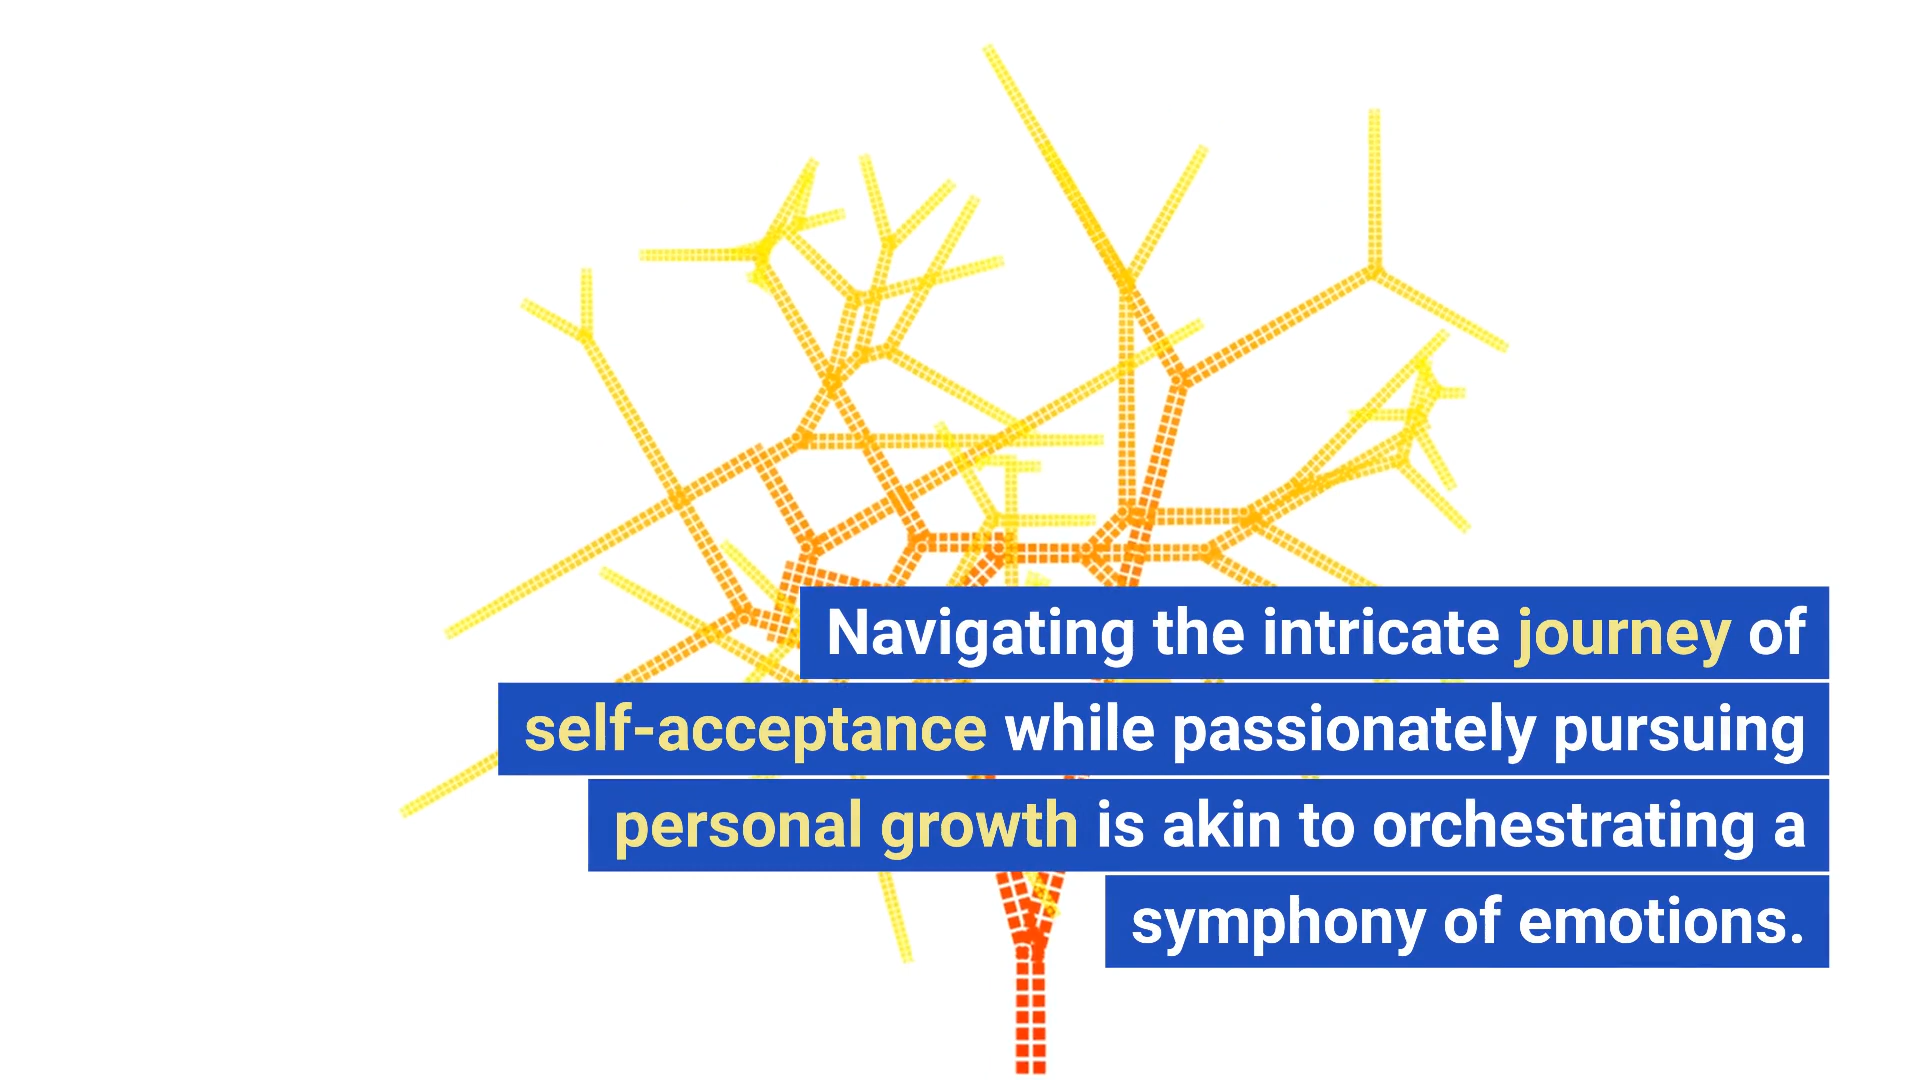 Navigating the intricate journey of
self-acceptance while passionately pursuing
personal growth is akin to orchestrating a
symphony of emotions.